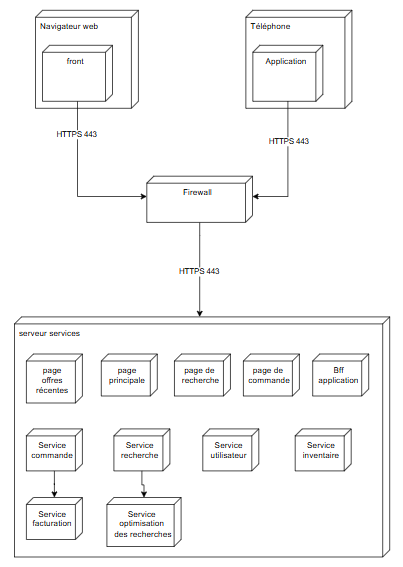 Navigateur web
Téléphone
front
Application
HTTPS 443
HTTPS 443
Firewall
HTTPS 443
serveur services
page
offres
récentes
page
principale
page de
recherche
page de
commande
Bff
application
Service
commande
Service
recherche
Service
utilisateur
Service
inventaire
Service
facturation
Service
optimisation
des recherches